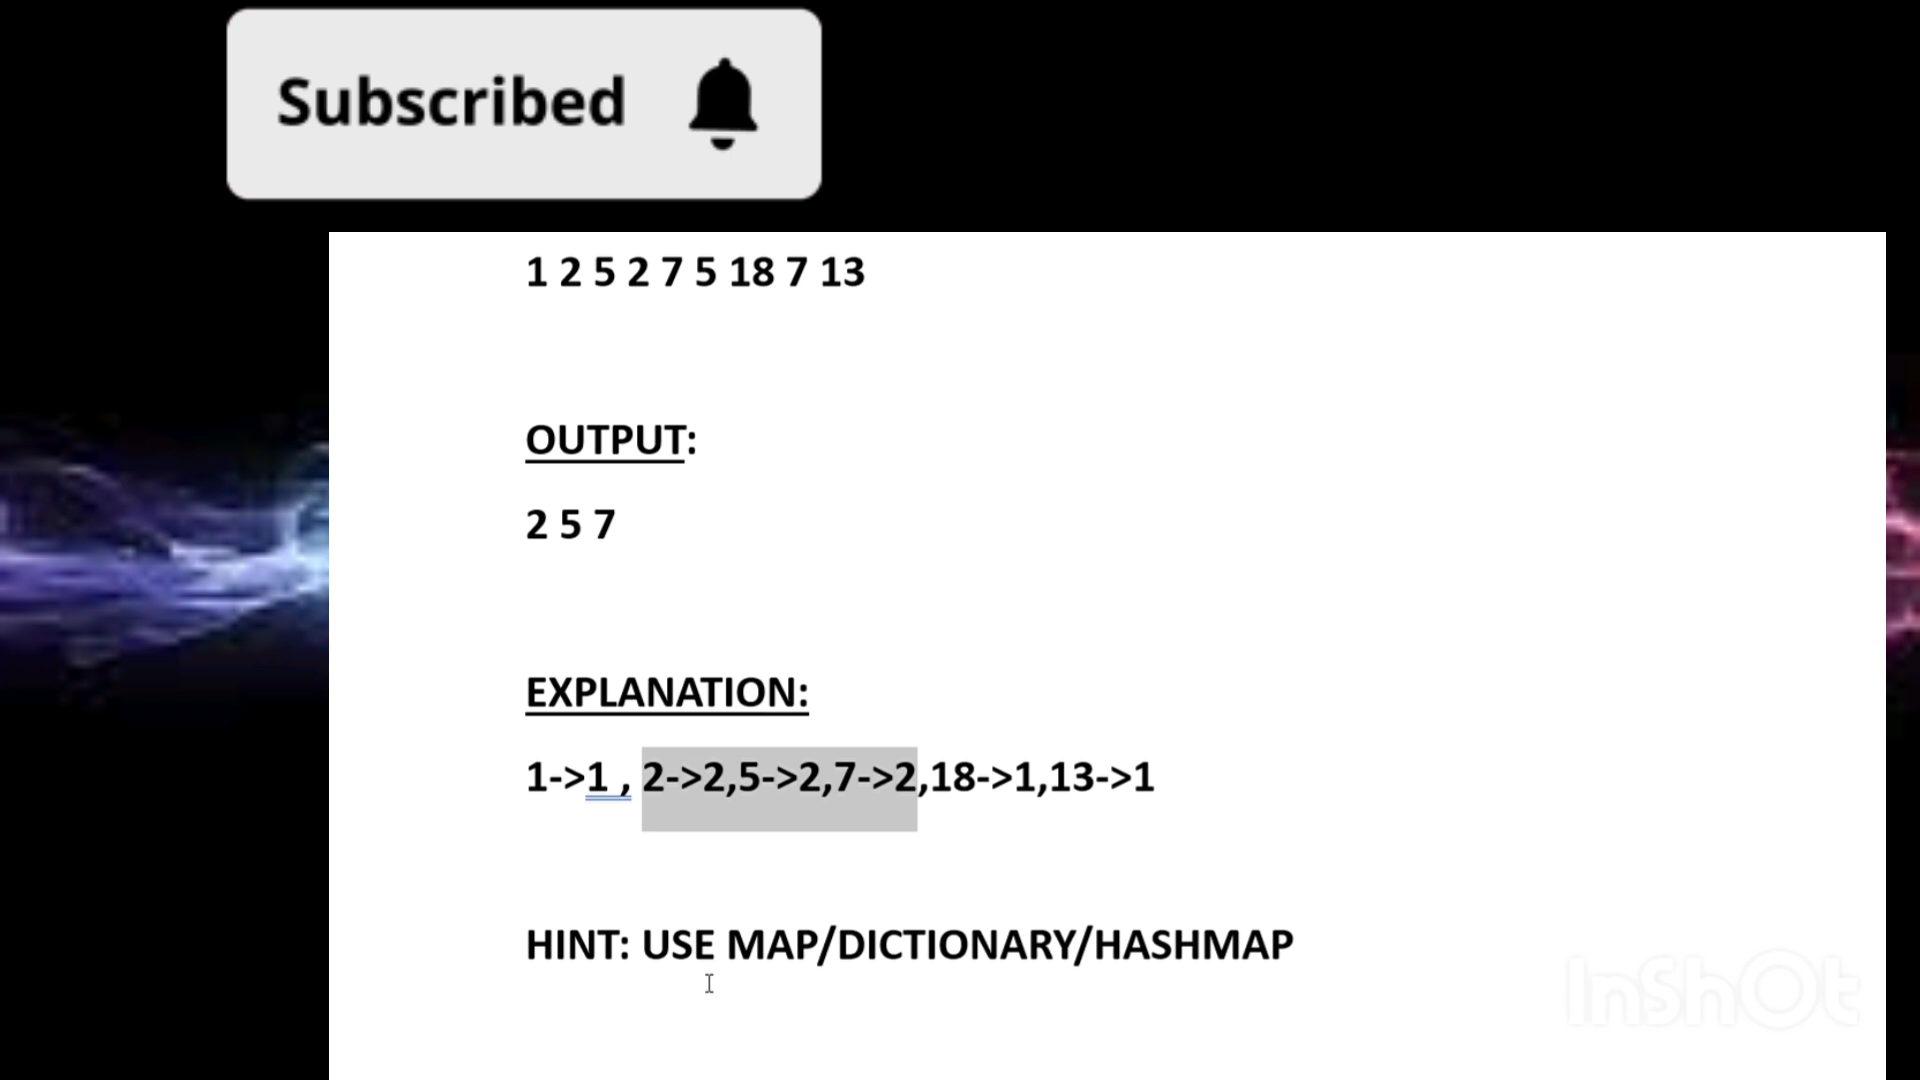 Subscribed
1 2 5 2 7 5 18 7 13
OUTPUT:
2 5 7
EXPLANATION:
1->1 , 2->2,5->2,7->2,18->1,13->1
HINT: USE MAP/DICTIONARY/HASHMAP
InShOt